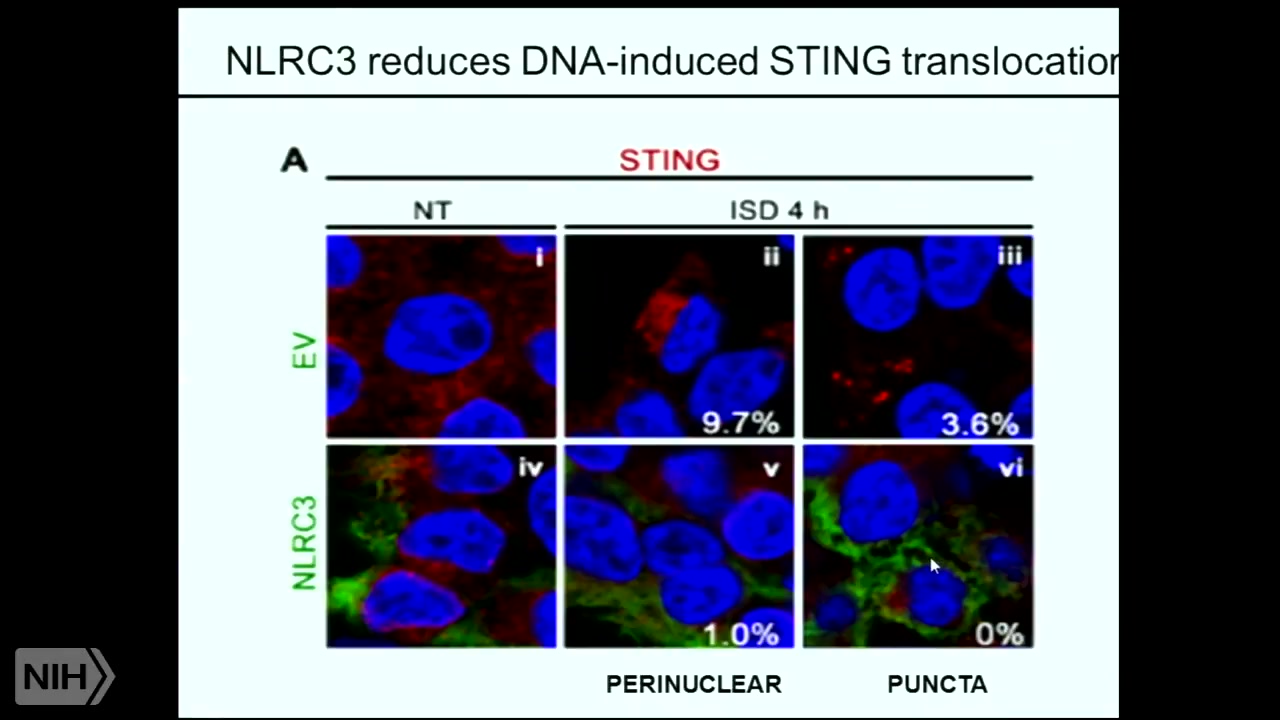 NLRC3 reduces DNA-induced STING translocation
A
STING
NT
ISD 4 h
EV
i
ii
iii
9.7%
3.6%
NLRC3
iv
v
vi
1.0%
0%
PERINUCLEAR
PUNCTA
NIH